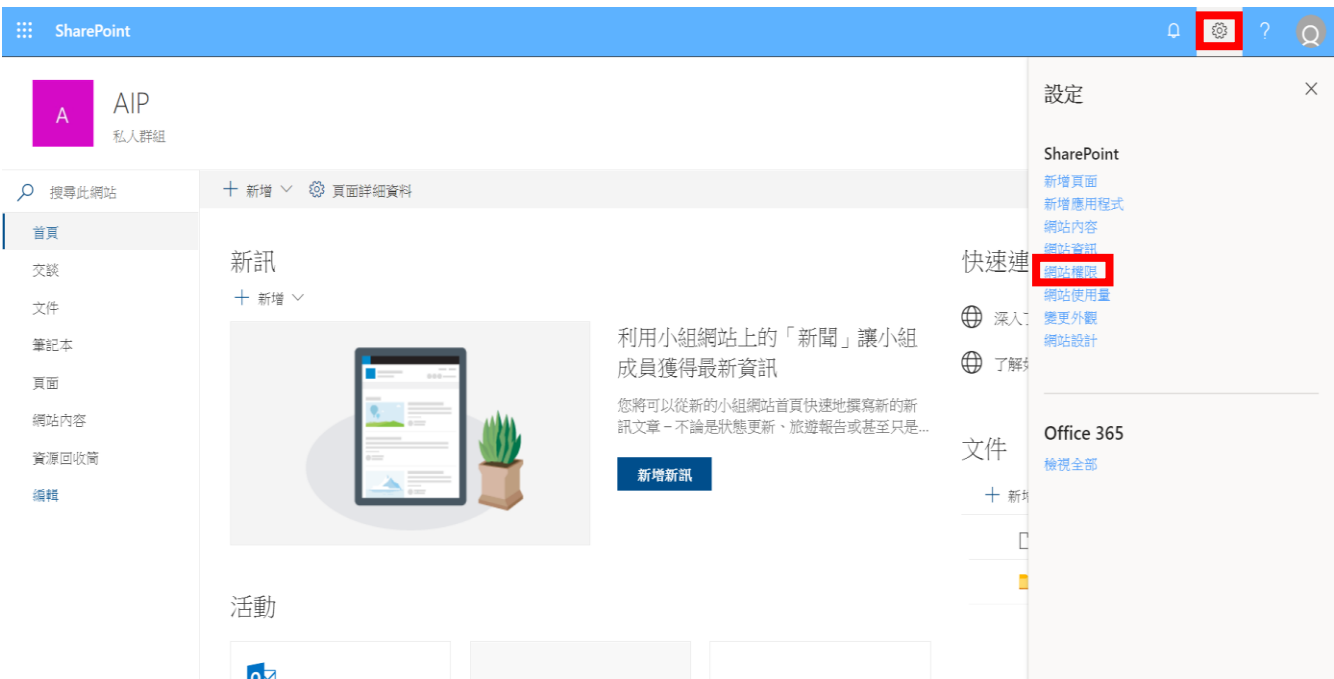 SharePoint
A
AIP
私人群組
搜尋此網站
首頁
交談
文件
筆記本
頁面
網站內容
資源回收筒
編輯
新增
頁面詳細資料
新訊
新增
利用小組網站上的「新聞」讓小組
成員獲得最新資訊
您將可以從新的小組網站首頁快速地撰寫新的新
訊文章 – 不論是狀態更新、旅遊報告或甚至只是...
新增新訊
活動
快速連
深入
了解
文件
新
設定
SharePoint
新增頁面
新增應用程式
網站內容
網站資訊
網站權限
網站使用量
變更外觀
網站設計
Office 365
檢視全部